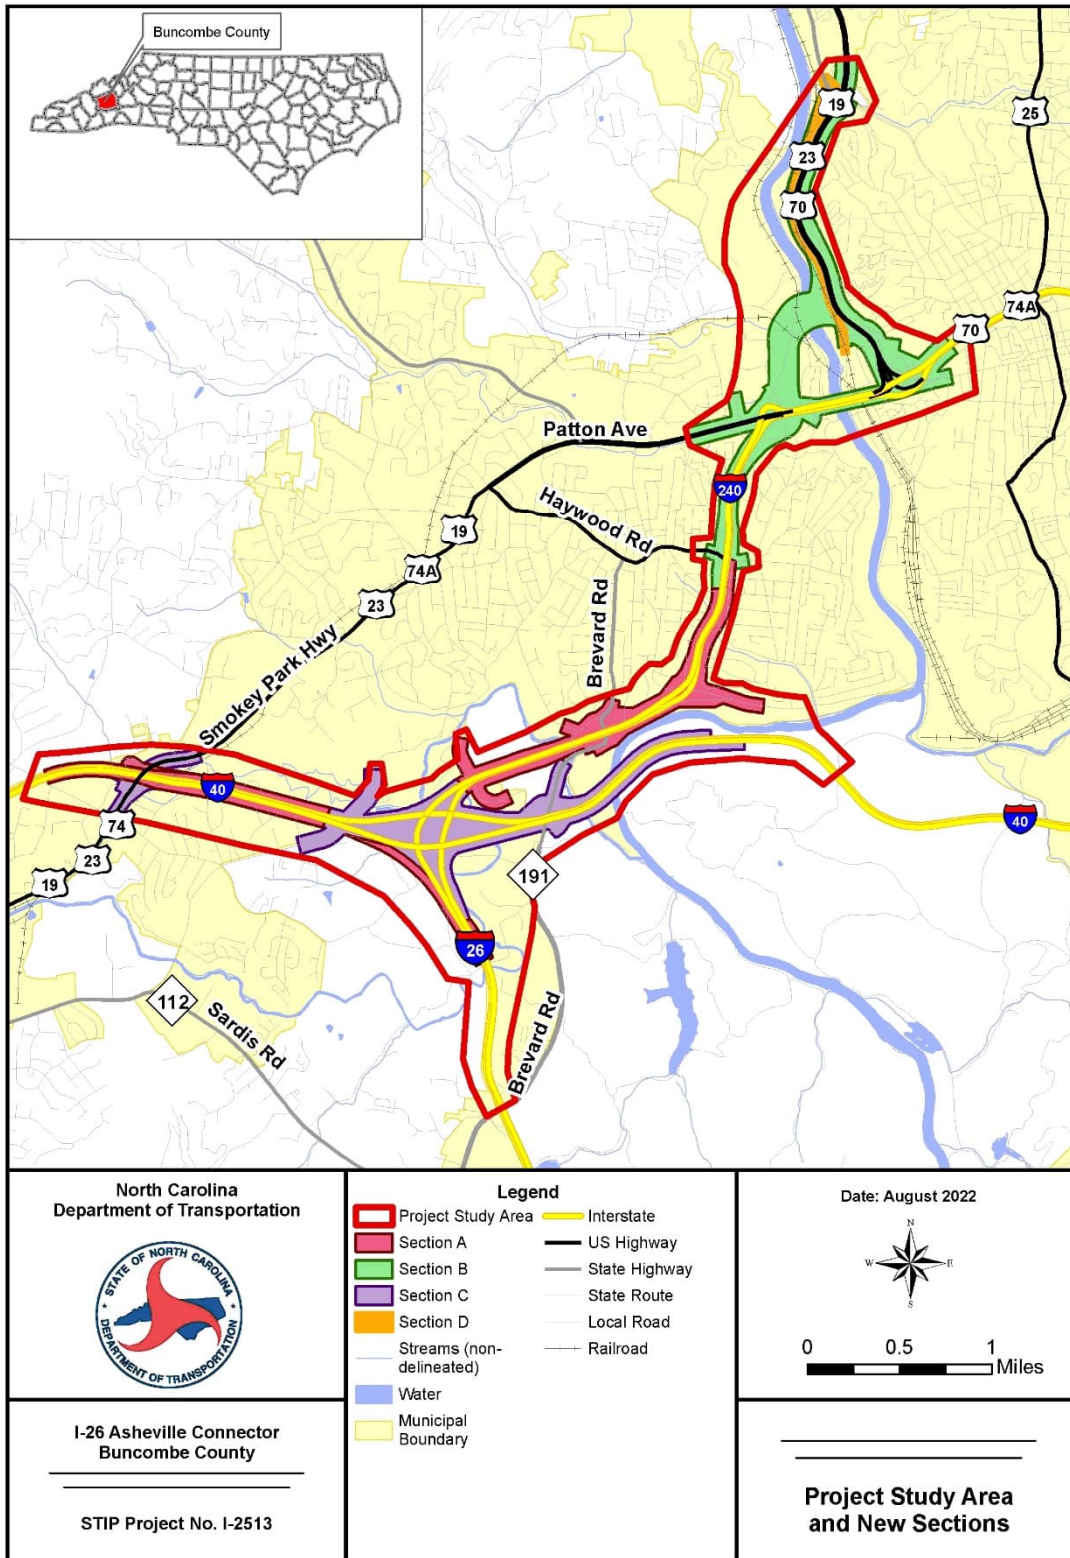 Buncombe County
19
23
70
25
74A
70
Patton Ave
240
Haywood Rd
19
74A
23
Brevard Rd
Smokey Park Hwy
40
74
23
19
40
191
26
112
Sardis Rd
Brevard Rd
North Carolina
Department of Transportation
STATE OF NORTH CAROLINA
DEPARTMENT OF TRANSPORTATION
I-26 Asheville Connector
Buncombe County
STIP Project No. I-2513
Legend
Project Study Area
Section A
Section B
Section C
Section D
Streams (non-
delineated)
Water
Municipal
Boundary
Interstate
US Highway
State Highway
State Route
Local Road
Railroad
Date: August 2022
N
W
E
S
0 0.5 1
Miles
Project Study Area
and New Sections